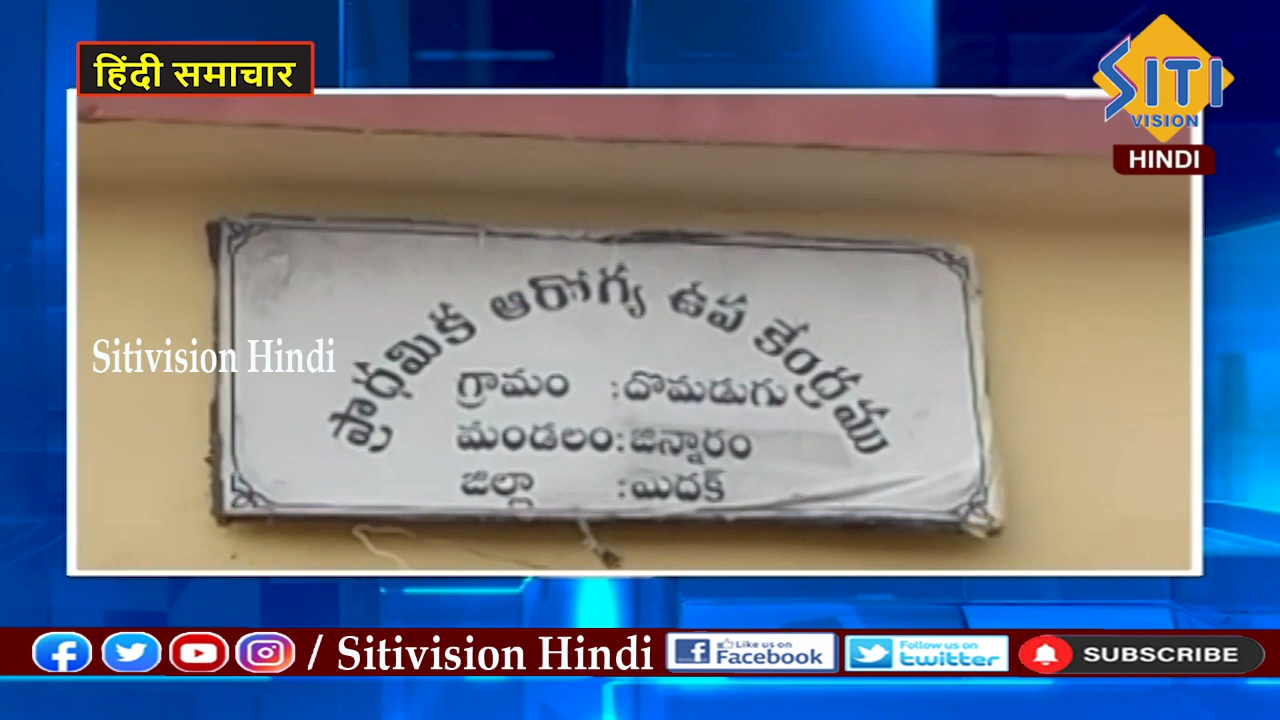 हिंदी समाचार
SITI
VISION
HINDI
ప్రాధమిక ఆరోగ్య ఉప కేంద్రము
గ్రామం :దొమడుగు
మండలం:జిన్నారం
జిల్లా :మెదక్
Sitivision Hindi
/ Sitivision Hindi
Like us on
Facebook
Follow us on
twitter
SUBSCRIBE